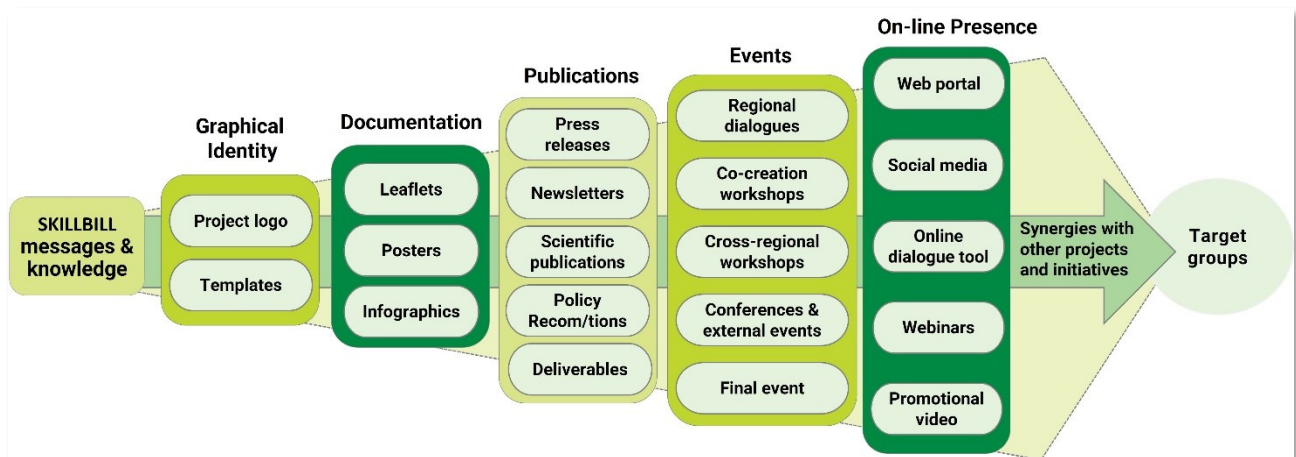 SKILLBILL
messages &
knowledge
Graphical
Identity
Project logo
Templates
Documentation
Leaflets
Posters
Infographics
Publications
Press
releases
Newsletters
Scientific
publications
Policy
Recom/tions
Deliverables
Events
Regional
dialogues
Co-creation
workshops
Cross-regional
workshops
Conferences &
external events
Final event
On-line Presence
Web portal
Social media
Online
dialogue tool
Webinars
Promotional
video
Synergies with
other projects
and initiatives
Target
groups